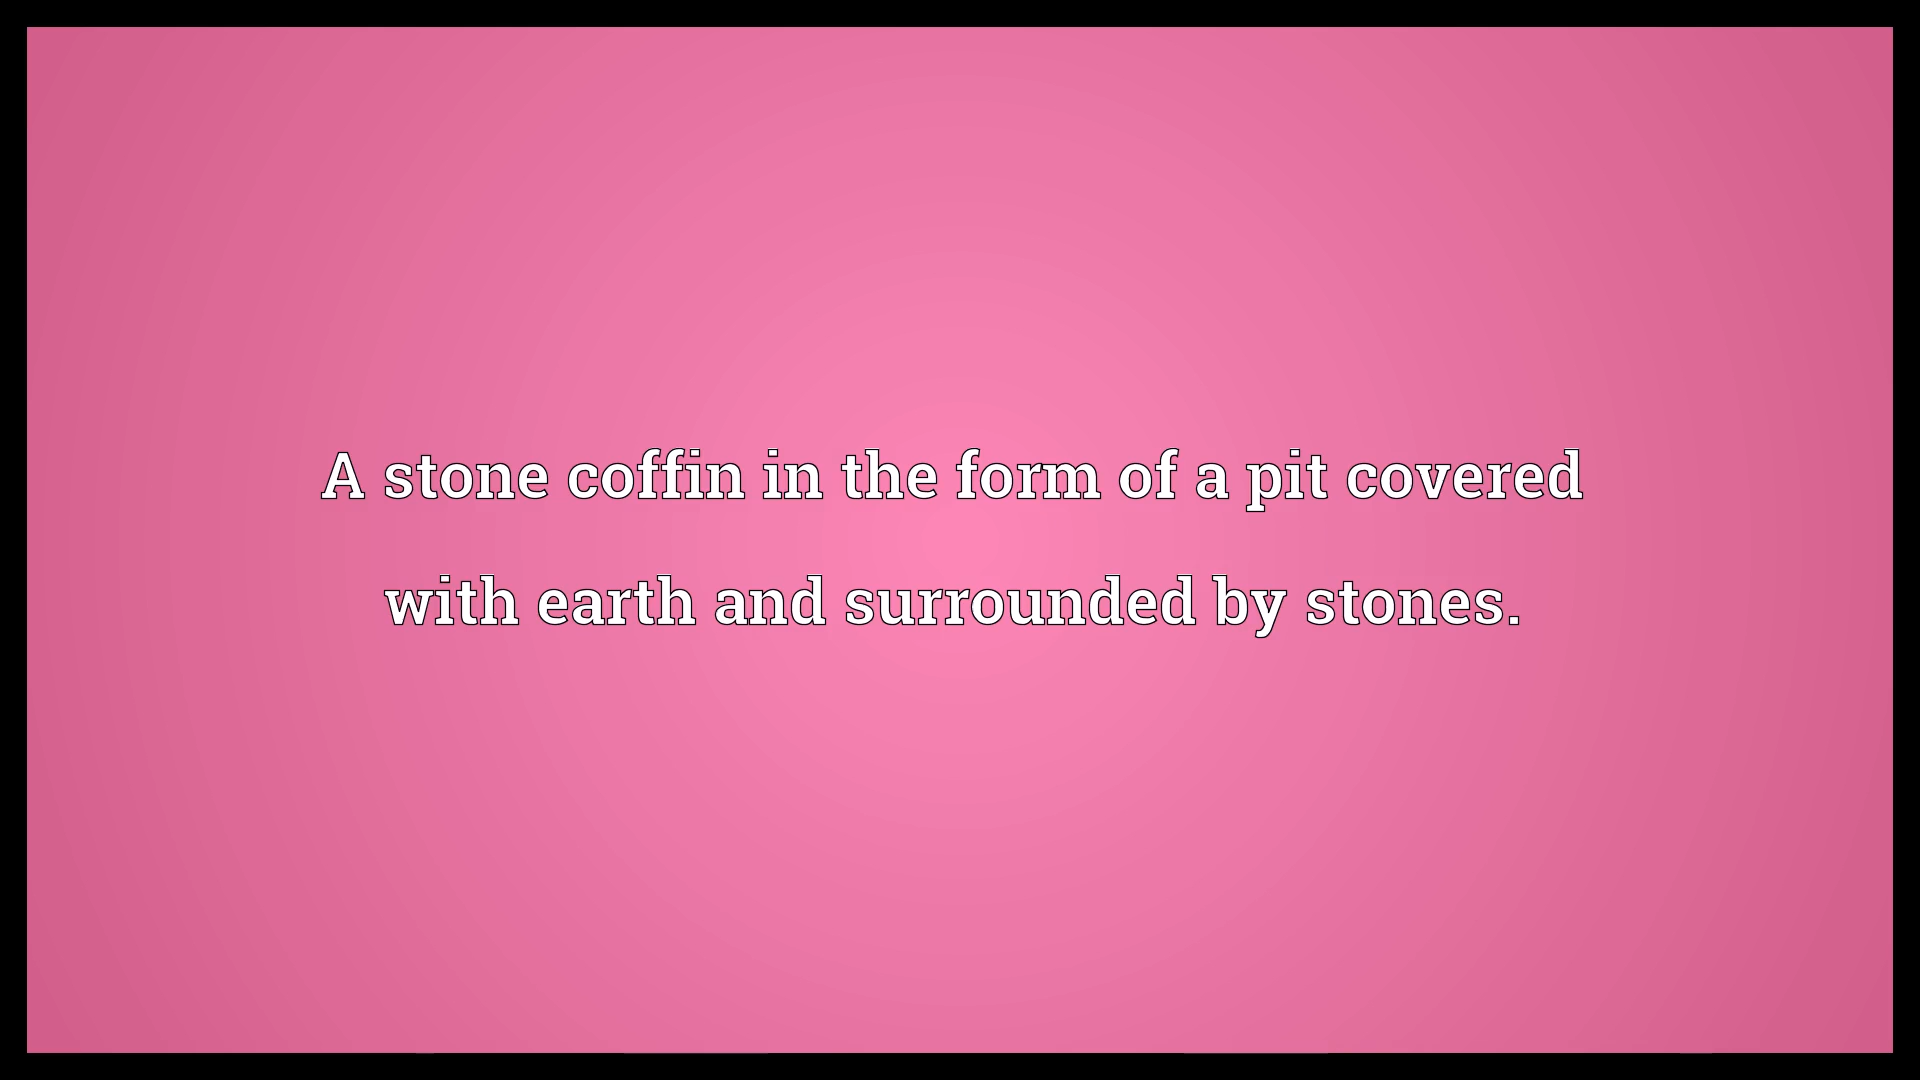 A stone coffin in the form of a pit covered
with earth and surrounded by stones.